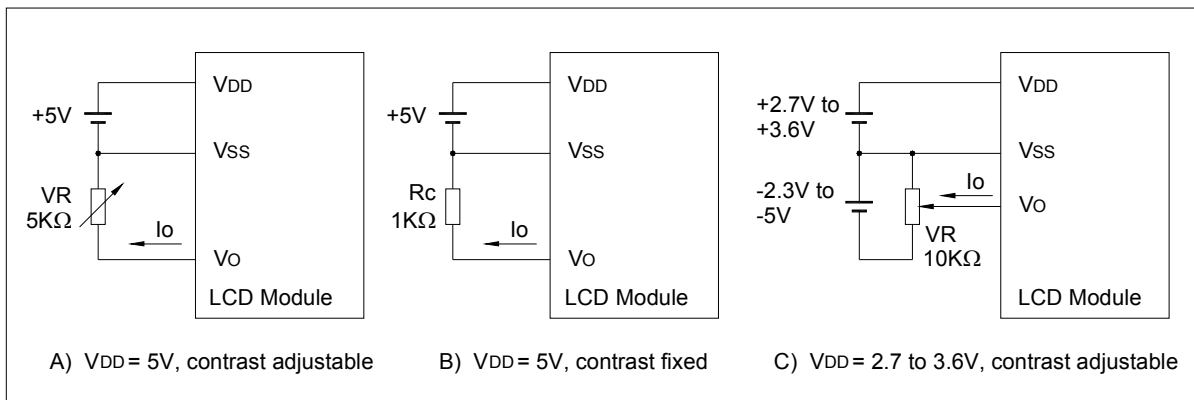 VDD
+5V
VSS
VR
5KΩ
Io
VO
LCD Module
A) VDD = 5V, contrast adjustable
VDD
+5V
VSS
Rc
1KΩ
Io
VO
LCD Module
B) VDD = 5V, contrast fixed
VDD
+2.7V to
+3.6V
VSS
-2.3V to
-5V
Io
VO
VR
10KΩ
LCD Module
C) VDD = 2.7 to 3.6V, contrast adjustable